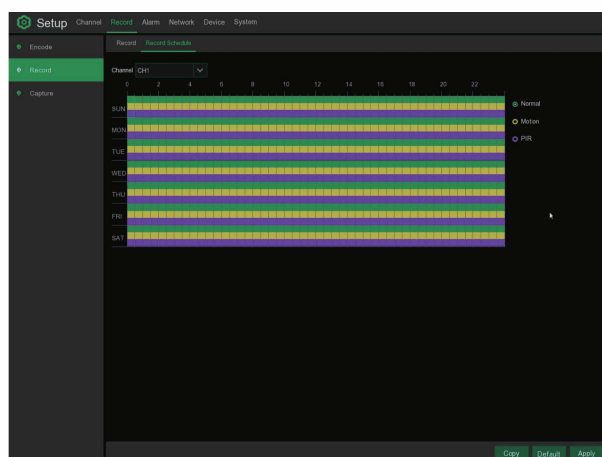 Setup Channel Record Alarm Network Device System
Encode
Record
Capture
Record Record Schedule
Channel CH1
0 2 4 6 8 10 12 14 16 18 20 22
SUN
MON
TUE
WED
THU
FRI
SAT
Normal
Motion
PIR
Copy Default Apply